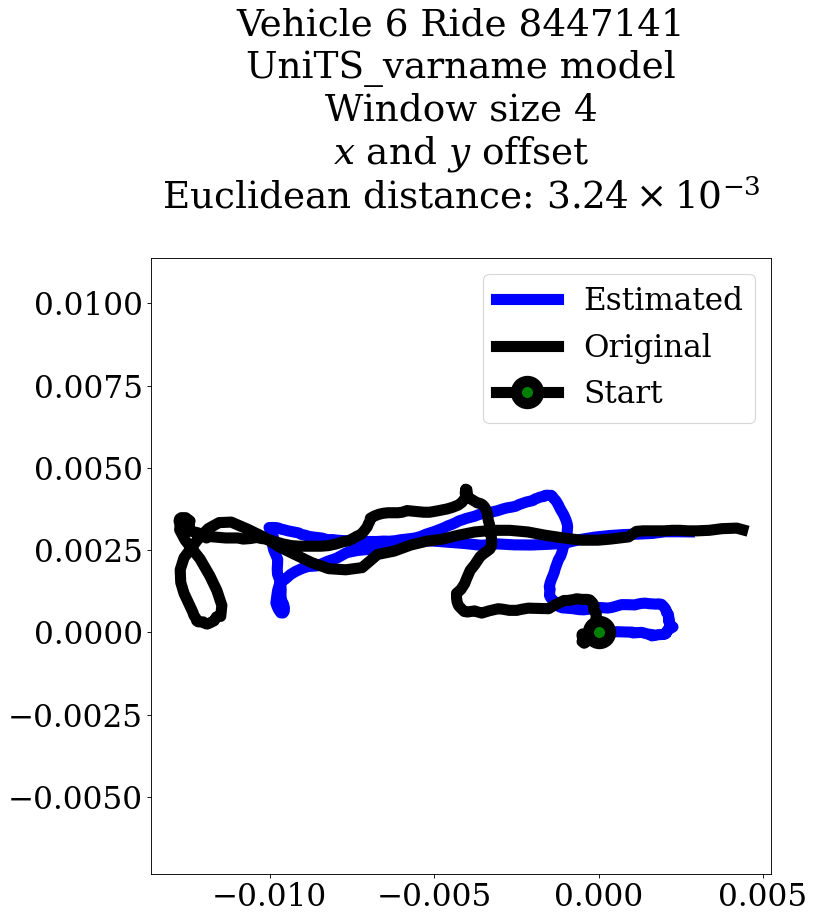 Vehicle 6 Ride 8447141
UniTS_varname model
Window size 4
x and y offset
Euclidean distance: 3.24 × 10⁻³
Estimated
Original
Start
0.0100
0.0075
0.0050
0.0025
0.0000
−0.0025
−0.0050
−0.010 −0.005 0.000 0.005